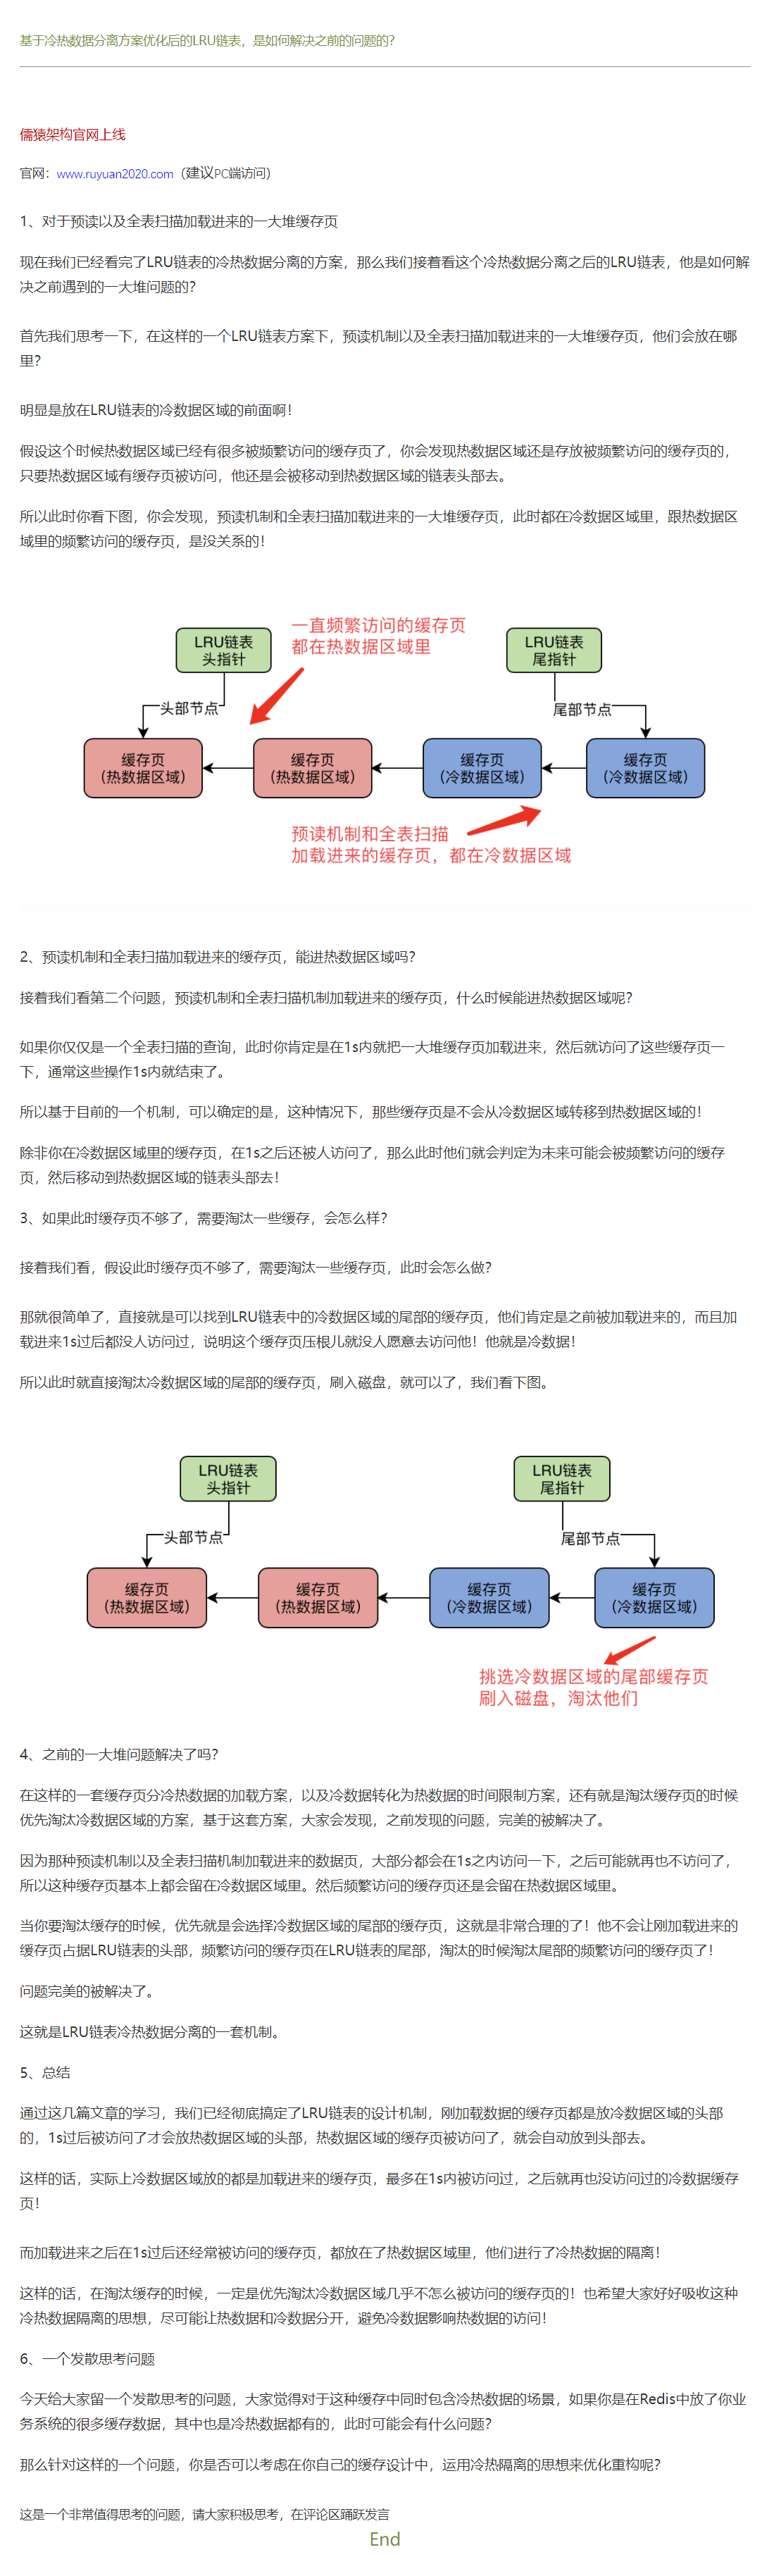 基于冷热数据分离方案优化后的LRU链表，是如何解决之前的问题的?
儒猿架构官网上线
官网：www.ruyuan2020.com（建议PC端访问）
1、对于预读以及全表扫描加载进来的一大堆缓存页
现在我们已经看完了LRU链表的冷热数据分离的方案，那么我们接着看这个冷热数据分离之后的LRU链表，他是如何解
决之前遇到的一大堆问题的？
首先我们思考一下，在这样的一个LRU链表方案下，预读机制以及全表扫描加载进来的一大堆缓存页，他们会放在哪
里？
明显是放在LRU链表的冷数据区域的前面啊！
假设这个时候热数据区域已经有很多被频繁访问的缓存页了，你会发现热数据区域还是存放被频繁访问的缓存页的，
只要热数据区域有缓存页被访问，他还是会被移动到热数据区域的链表头部去。
所以此时你看下图，你会发现，预读机制和全表扫描加载进来的一大堆缓存页，此时都在冷数据区域里，跟热数据区
域里的频繁访问的缓存页，是没关系的！
一直频繁访问的缓存页
都在热数据区域里
LRU链表
头指针
LRU链表
尾指针
头部节点
尾部节点
缓存页
（热数据区域）
缓存页
（热数据区域）
缓存页
（冷数据区域）
缓存页
（冷数据区域）
预读机制和全表扫描
加载进来的缓存页，都在冷数据区域
2、预读机制和全表扫描加载进来的缓存页，能进热数据区域吗？
接着我们看第二个问题，预读机制和全表扫描机制加载进来的缓存页，什么时候能进热数据区域呢？
如果你仅仅是一个全表扫描的查询，此时你肯定是在1s内就把一大堆缓存页加载进来，然后就访问了这些缓存页一
下，通常这些操作1s内就结束了。
所以基于目前的一个机制，可以确定的是，这种情况下，那些缓存页是不会从冷数据区域转移到热数据区域的！
除非你在冷数据区域里的缓存页，在1s之后还被人访问了，那么此时他们就会判定为未来可能会被频繁访问的缓存
页，然后移动到热数据区域的链表头部去！
3、如果此时缓存页不够了，需要淘汰一些缓存，会怎么样？
接着我们看，假设此时缓存页不够了，需要淘汰一些缓存页，此时会怎么做？
那就很简单了，直接就是可以找到LRU链表中的冷数据区域的尾部的缓存页，他们肯定是之前被加载进来的，而且加
载进来1s过后都没人访问过，说明这个缓存页压根儿就没人愿意去访问他！他就是冷数据！
所以此时就直接淘汰冷数据区域的尾部的缓存页，刷入磁盘，就可以了，我们看下图。
LRU链表
头指针
LRU链表
尾指针
头部节点
尾部节点
缓存页
（热数据区域）
缓存页
（热数据区域）
缓存页
（冷数据区域）
缓存页
（冷数据区域）
挑选冷数据区域的尾部缓存页
刷入磁盘，淘汰他们
4、之前的一大堆问题解决了吗？
在这样的一套缓存页分冷热数据的加载方案，以及冷数据转化为热数据的时间限制方案，还有就是淘汰缓存页的时候
优先淘汰冷数据区域的方案，基于这套方案，大家会发现，之前发现的问题，完美的被解决了。
因为那种预读机制以及全表扫描机制加载进来的数据页，大部分都会在1s之内访问一下，之后可能就再也不访问了，
所以这种缓存页基本上都会留在冷数据区域里。然后频繁访问的缓存页还是会留在热数据区域里。
当你要淘汰缓存的时候，优先就是会选择冷数据区域的尾部的缓存页，这就是非常合理的了！他不会让刚加载进来的
缓存页占据LRU链表的头部，频繁访问的缓存页在LRU链表的尾部，淘汰的时候淘汰尾部的频繁访问的缓存页了！
问题完美的被解决了。
这就是LRU链表冷热数据分离的一套机制。
5、总结
通过这几篇文章的学习，我们已经彻底搞定了LRU链表的设计机制，刚加载数据的缓存页都是放冷数据区域的头部
的，1s过后被访问了才会放热数据区域的头部，热数据区域的缓存页被访问了，就会自动放到头部去。
这样的话，实际上冷数据区域放的都是加载进来的缓存页，最多在1s内被访问过，之后就再也没访问过的冷数据缓存
页！
而加载进来之后在1s过后还经常被访问的缓存页，都放在了热数据区域里，他们进行了冷热数据的隔离！
这样的话，在淘汰缓存的时候，一定是优先淘汰冷数据区域几乎不怎么被访问的缓存页的！也希望大家好好吸收这种
冷热数据隔离的思想，尽可能让热数据和冷数据分开，避免冷数据影响热数据的访问！
6、一个发散思考问题
今天给大家留一个发散思考的问题，大家觉得对于这种缓存中同时包含冷热数据的场景，如果你是在Redis中放了你业
务系统的很多缓存数据，其中也是冷热数据都有的，此时可能会有什么问题？
那么针对这样的一个问题，你是否可以考虑在你自己的缓存设计中，运用冷热隔离的思想来优化重构呢？
这是一个非常值得思考的问题，请大家积极思考，在评论区踊跃发言
End